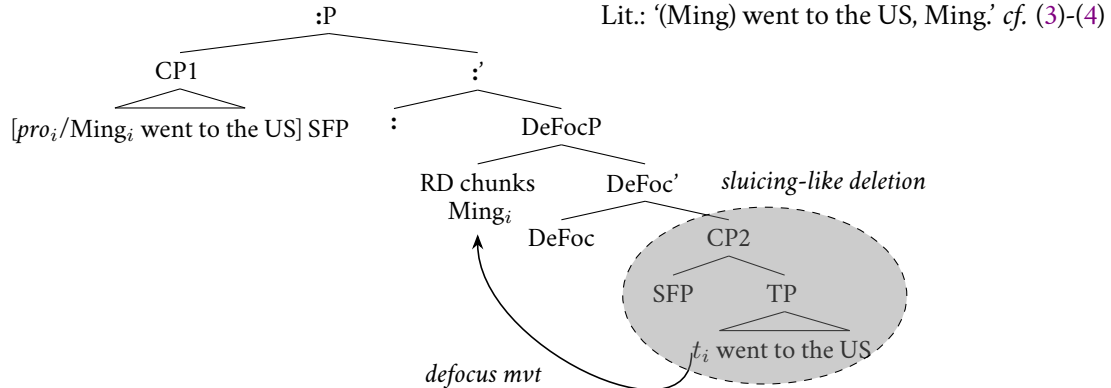 :P
Lit.: ‘(Ming) went to the US, Ming.’ cf. (3)-(4)
CP1
:’
[proi/Mingi went to the US] SFP
:
DeFocP
RD chunks
Mingi
DeFoc’
sluicing-like deletion
DeFoc
CP2
SFP
TP
ti went to the US
defocus mvt